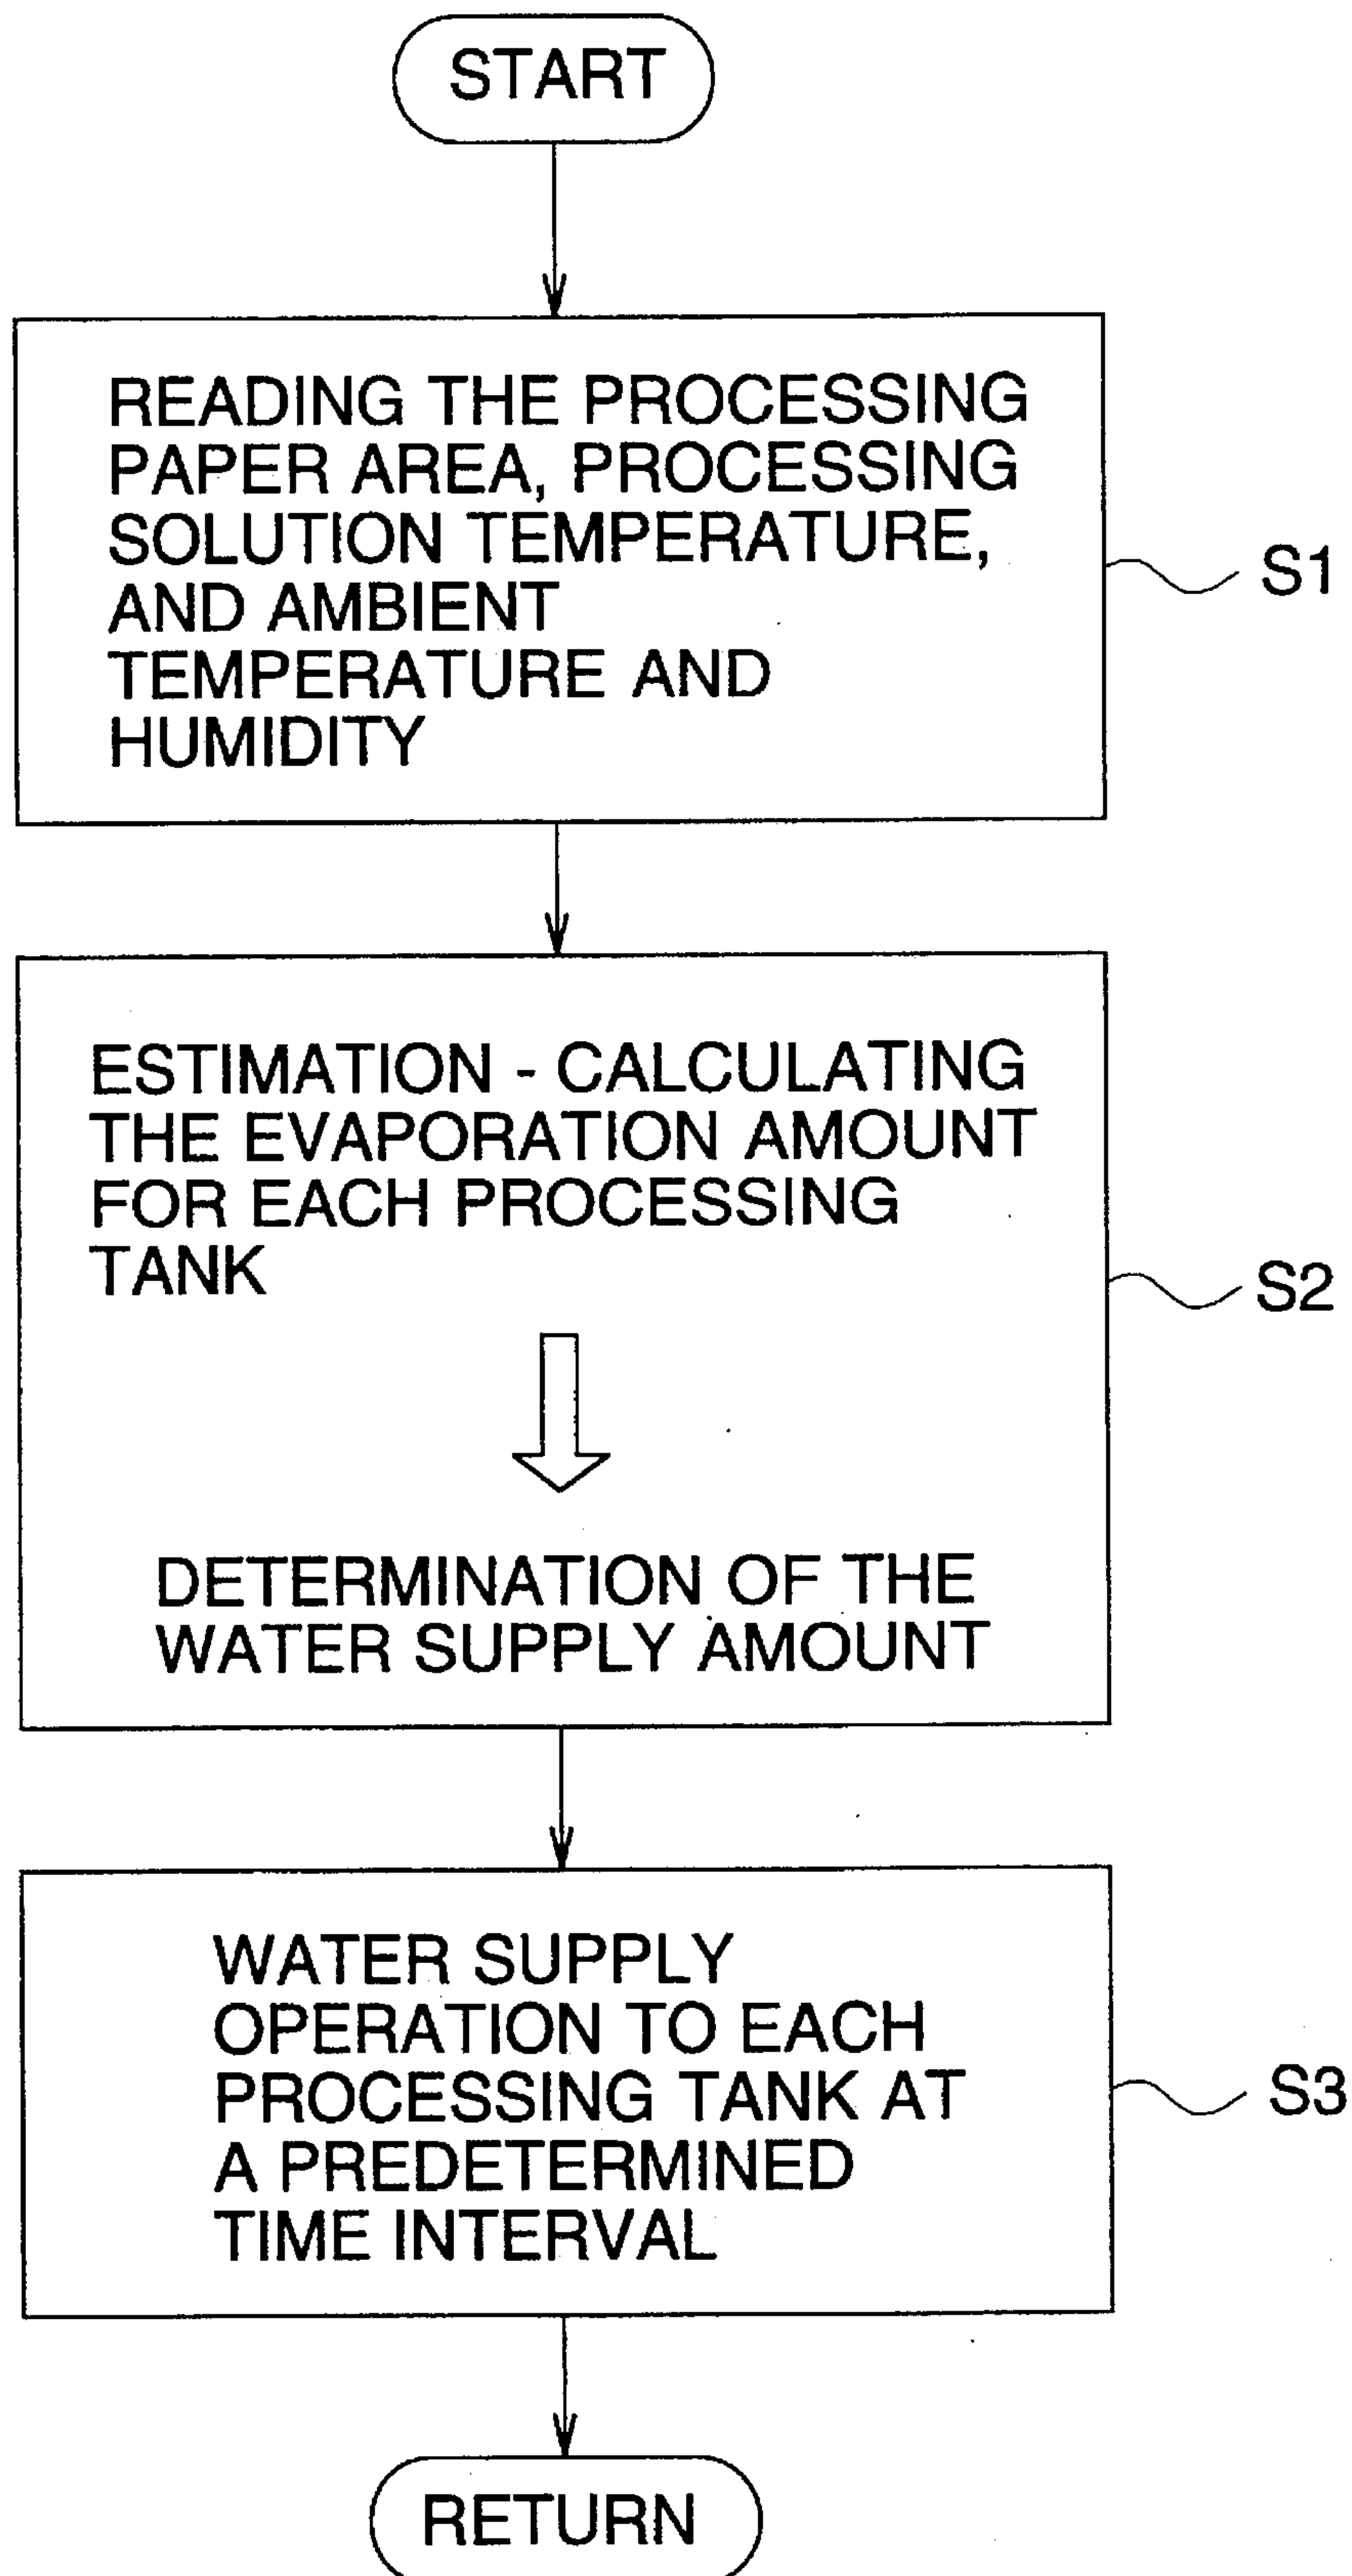 START
READING THE PROCESSING
PAPER AREA, PROCESSING
SOLUTION TEMPERATURE,
AND AMBIENT
TEMPERATURE AND
HUMIDITY
S1
ESTIMATION - CALCULATING
THE EVAPORATION AMOUNT
FOR EACH PROCESSING
TANK
S2
DETERMINATION OF THE
WATER SUPPLY AMOUNT
WATER SUPPLY
OPERATION TO EACH
PROCESSING TANK AT
A PREDETERMINED
TIME INTERVAL
S3
RETURN